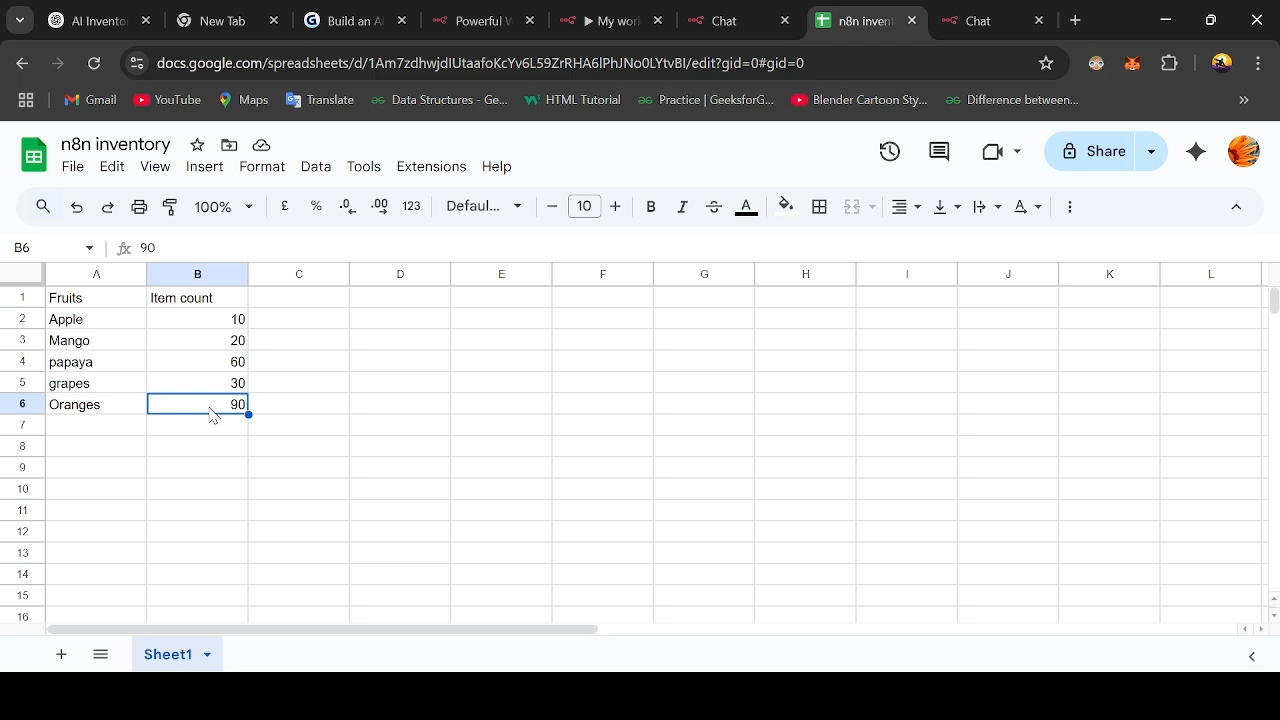 AI Invento
New Tab
Build an AI
Powerful W
▶ My work
Chat
n8n invent
Chat
docs.google.com/spreadsheets/d/1Am7zdhwjdIUtaafoKcYv6L59ZrRHA6IPhJNo0LYtvBI/edit?gid=0#gid=0
Gmail YouTube Maps Translate Data Structures - Ge... HTML Tutorial Practice | GeeksforG... Blender Cartoon Sty... Difference between...
n8n inventory
Share
File Edit View Insert Format Data Tools Extensions Help
100% £ % .0 .00 123 Defaul... 10 B I S A
B6 fx 90
A B C D E F G H I J K L
1 Fruits Item count
2 Apple 10
3 Mango 20
4 papaya 60
5 grapes 30
6 Oranges 90
7
8
9
10
11
12
13
14
15
16
Sheet1